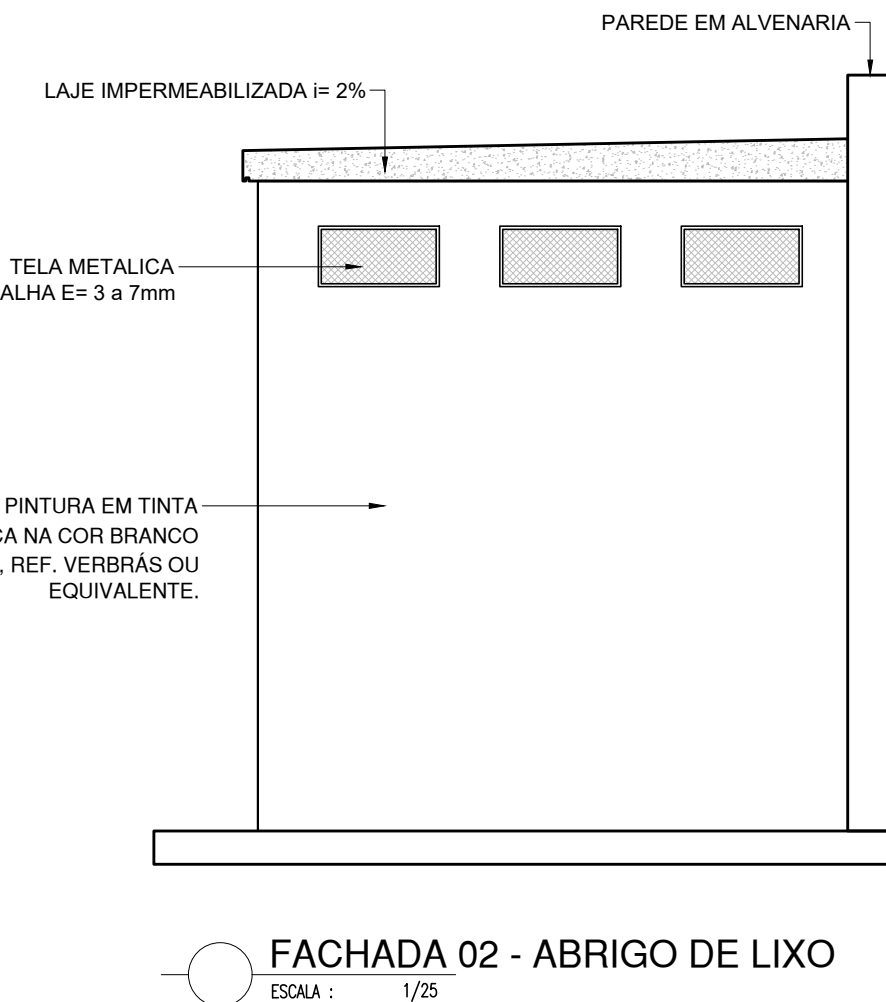 PAREDE EM ALVENARIA
LAJE IMPERMEABILIZADA i= 2%
TELA METALICA
ALHA E= 3 a 7mm
PINTURA EM TINTA
CA NA COR BRANCO
, REF. VERBRÁS OU
EQUIVALENTE.
FACHADA 02 - ABRIGO DE LIXO
ESCALA : 1/25